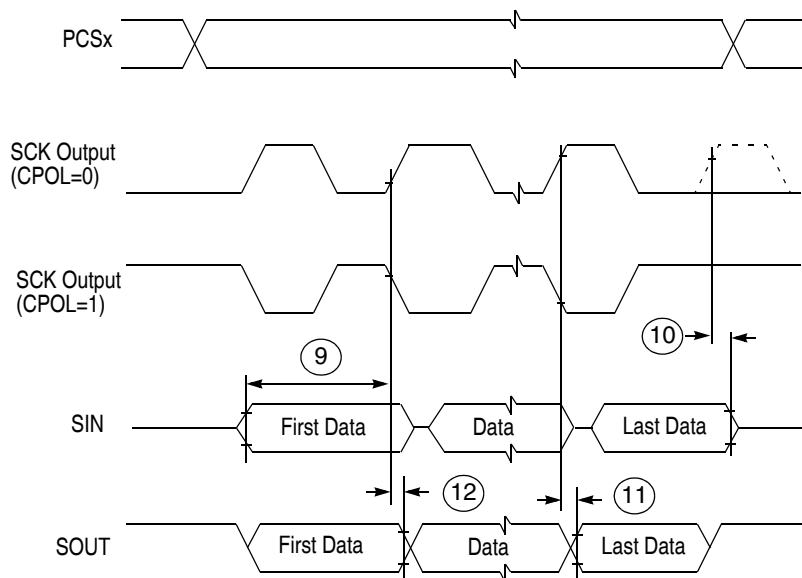 PCSx
SCK Output
(CPOL=0)
SCK Output
(CPOL=1)
10
9
SIN
First Data
Data
Last Data
12
11
SOUT
First Data
Data
Last Data